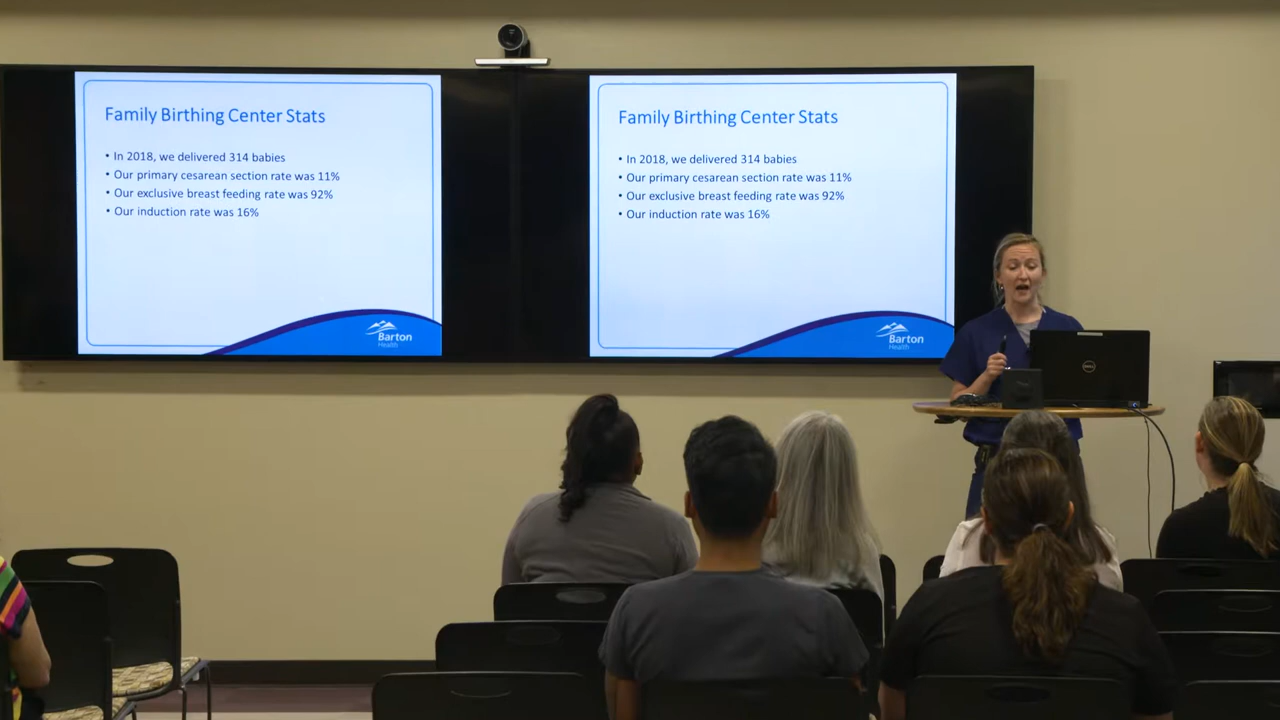 Family Birthing Center Stats
• In 2018, we delivered 314 babies
• Our primary cesarean section rate was 11%
• Our exclusive breast feeding rate was 92%
• Our induction rate was 16%
Barton
Health
Family Birthing Center Stats
• In 2018, we delivered 314 babies
• Our primary cesarean section rate was 11%
• Our exclusive breast feeding rate was 92%
• Our induction rate was 16%
Barton
Health
DELL